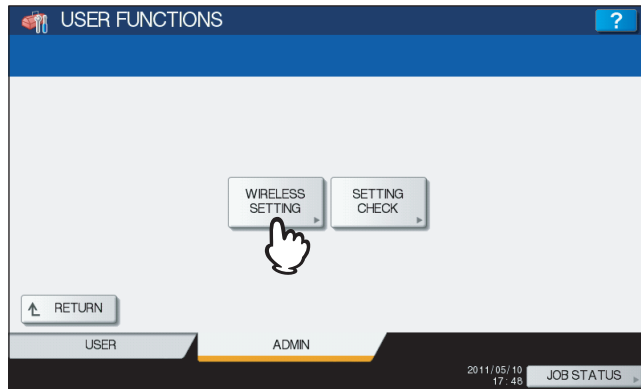 USER FUNCTIONS
?
WIRELESS
SETTING
SETTING
CHECK
RETURN
USER
ADMIN
2011/05/10
17:48
JOB STATUS